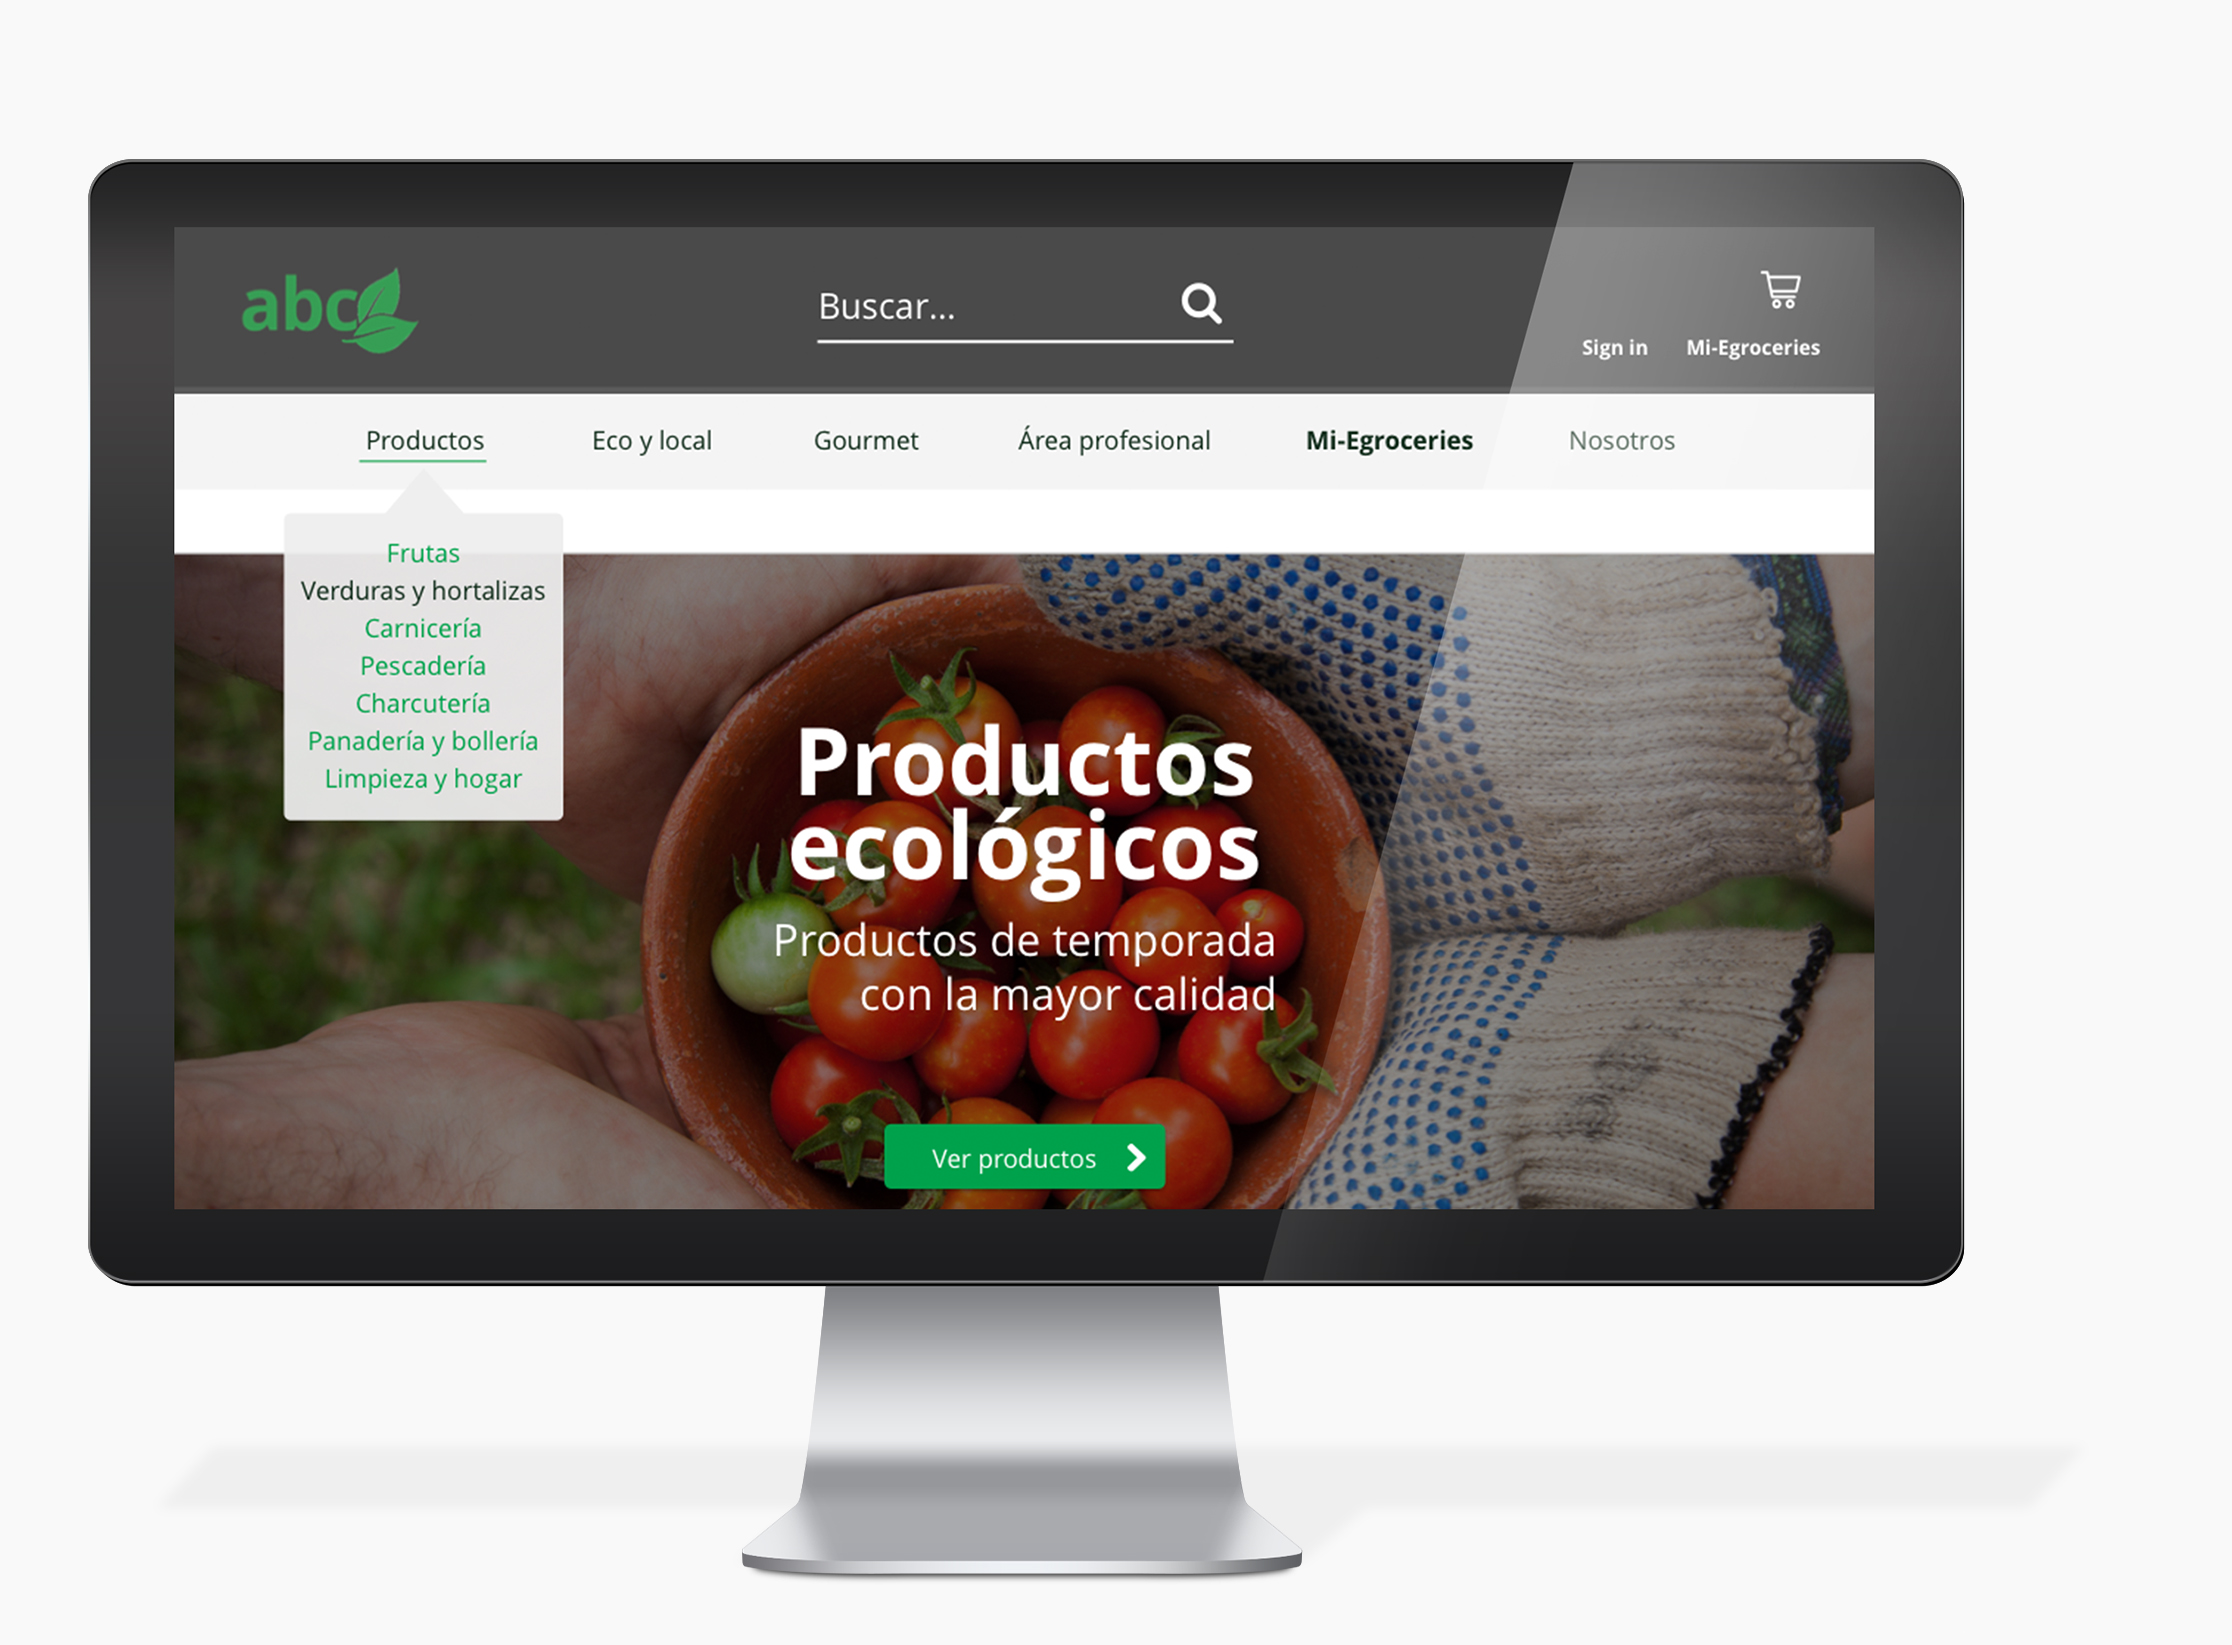 abc
Buscar...
Sign in
Mi-Egroceries
Productos
Eco y local
Gourmet
Área profesional
Mi-Egroceries
Nosotros
Frutas
Verduras y hortalizas
Carnicería
Pescadería
Charcutería
Panadería y bollería
Limpieza y hogar
Productos
ecológicos
Productos de temporada
con la mayor calidad
Ver productos